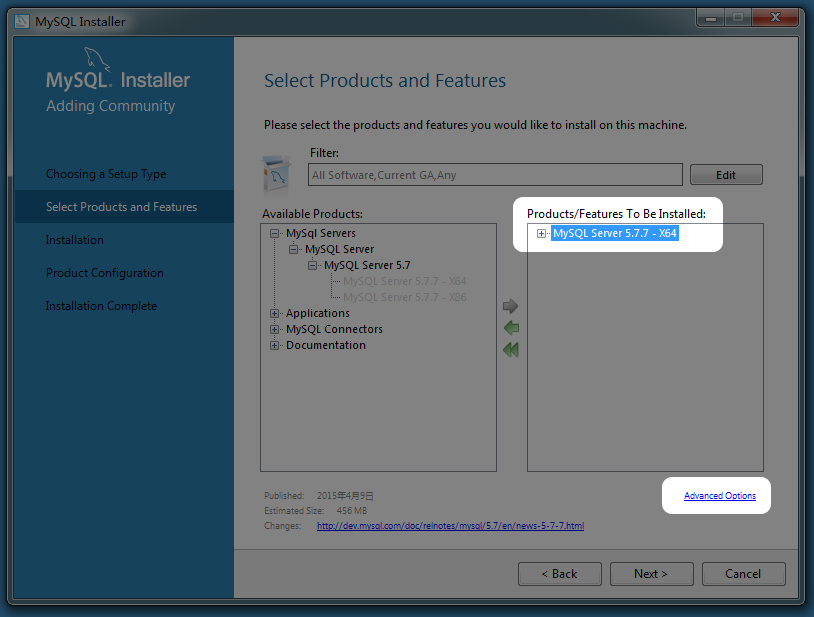 MySQL Installer
MySQL. Installer
Adding Community
Choosing a Setup Type
Select Products and Features
Installation
Product Configuration
Installation Complete
Select Products and Features
Please select the products and features you would like to install on this machine.
Filter:
All Software,Current GA,Any
Edit
Available Products:
MySql Servers
MySQL Server
MySQL Server 5.7
MySQL Server 5.7.7 - X64
MySQL Server 5.7.7 - X86
Applications
MySQL Connectors
Documentation
Products/Features To Be Installed:
MySQL Server 5.7.7 - X64
Published: 2015年4月9日
Estimated Size: 456 MB
Changes: http://dev.mysql.com/doc/relnotes/mysql/5.7/en/news-5-7-7.html
Advanced Options
< Back
Next >
Cancel